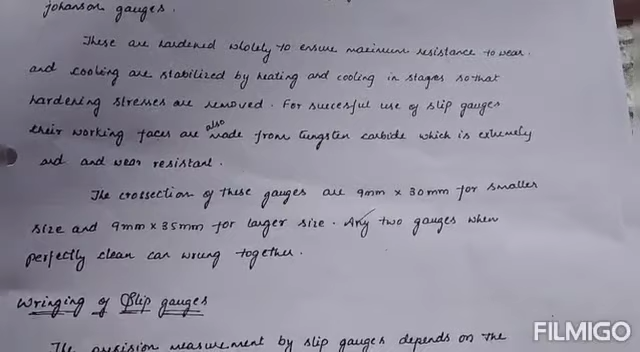 Johanson gauges.
These are hardened wholely to ensure maximum resistance to wear.
and cooling are stabilized by heating and cooling in stages so that
hardening stresses are removed. For succesful use of slip gauges
their working faces are also made from tungsten carbide which is extremely
ard and wear resistant.
The crossection of these gauges are 9mm x 30mm for smaller
size and 9mm x 35mm for larger size. Any two gauges when
perfectly clean can wrung together.
Wringing of Slip gauges
The precision measurement by slip gauges depends on the
FILMIGO